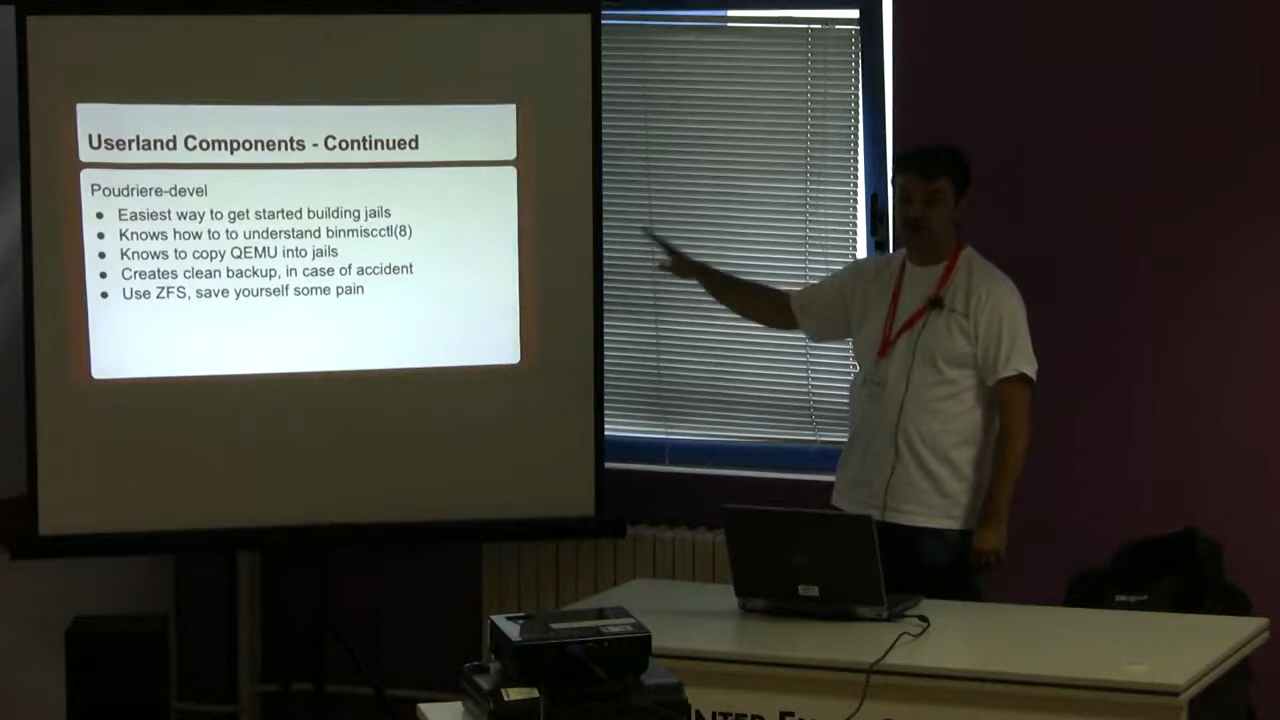 Userland Components - Continued
Poudriere-devel
● Easiest way to get started building jails
● Knows how to to understand binmiscctl(8)
● Knows to copy QEMU into jails
● Creates clean backup, in case of accident
● Use ZFS, save yourself some pain
INTER